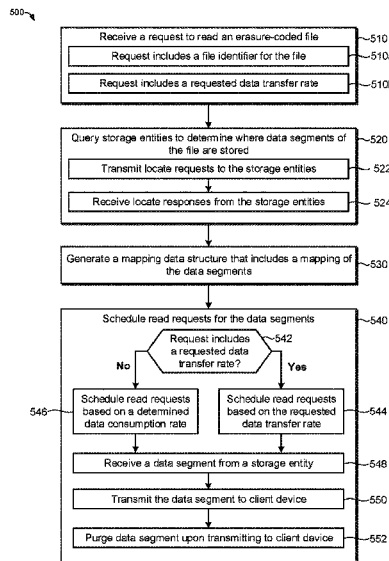 500
Receive a request to read an erasure-coded file
510
Request includes a file identifier for the file
510
Request includes a requested data transfer rate
510
Query storage entities to determine where data segments of
the file are stored
520
Transmit locate requests to the storage entities
522
Receive locate responses from the storage entities
524
Generate a mapping data structure that includes a mapping of
the data segments
530
Schedule read requests for the data segments
540
Request includes
a requested data
transfer rate?
542
No
Yes
Schedule read requests
based on a determined
data consumption rate
546
Schedule read requests
based on the requested
data transfer rate
544
Receive a data segment from a storage entity
548
Transmit the data segment to client device
550
Purge data segment upon transmitting to client device
552